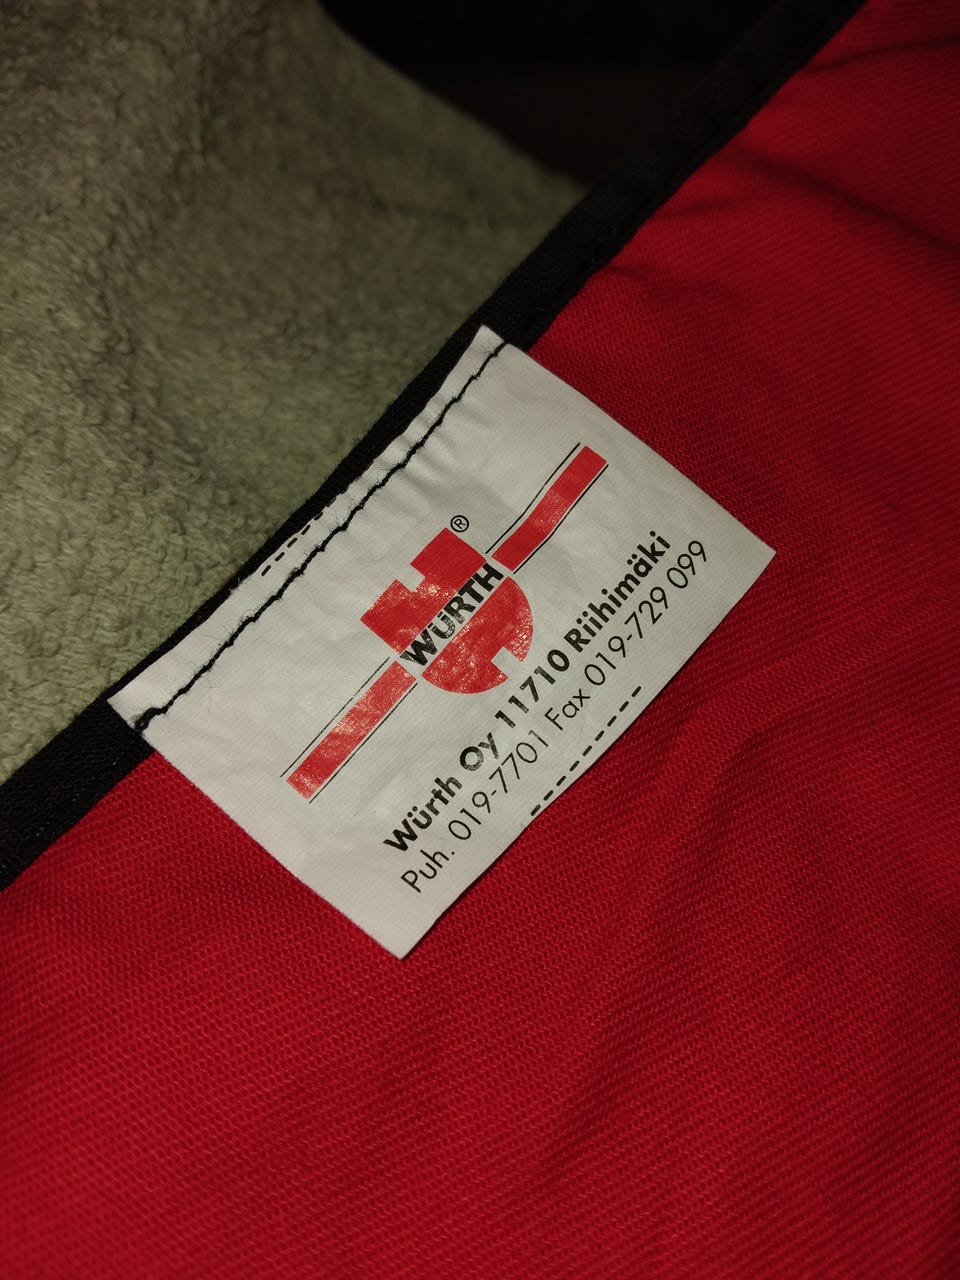 ®
WÜRTH
Würth Oy 11710 Riihimäki
Puh. 019-7701 Fax 019-729 099